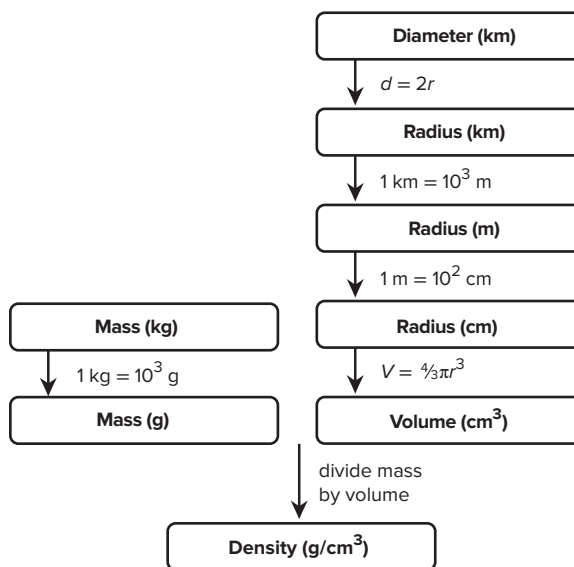 Diameter (km)
d = 2r
Radius (km)
1 km = 10³ m
Radius (m)
1 m = 10² cm
Radius (cm)
V = ⁴⁄₃πr³
Volume (cm³)
Mass (kg)
1 kg = 10³ g
Mass (g)
divide mass
by volume
Density (g/cm³)